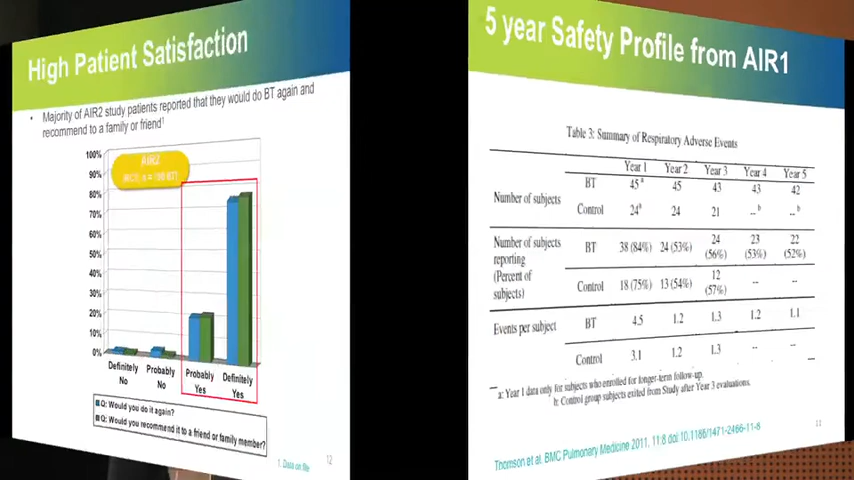 High Patient Satisfaction
• Majority of AIR2 study patients reported that they would do BT again and
recommend to a family or friend¹
AIR2
100%
90%
80%
70%
60%
50%
40%
30%
20%
10%
0%
Definitely No
Probably No
Probably Yes
Definitely Yes
Q: Would you do it again?
Q: Would you recommend it to a friend or family member?
1. Data on file
12
5 year Safety Profile from AIR1
Table 3: Summary of Respiratory Adverse Events
Year 1 Year 2 Year 3 Year 4 Year 5
Number of subjects BT 45 a 45 43 43 42
Control 24b 24 21 --b --b
Number of subjects reporting (Percent of subjects) BT 38 (84%) 24 (53%) 24 (56%) 23 (53%) 22 (52%)
Control 18 (75%) 13 (54%) 12 (57%) -- --
Events per subject BT 4.5 1.2 1.3 1.2 1.1
Control 3.1 1.2 1.3 -- --
a: Year 1 data only for subjects who enrolled for longer-term follow-up.
b: Control group subjects exited from Study after Year 3 evaluations.
Thomson et al. BMC Pulmonary Medicine 2011, 11:8 doi:10.1186/1471-2466-11-8